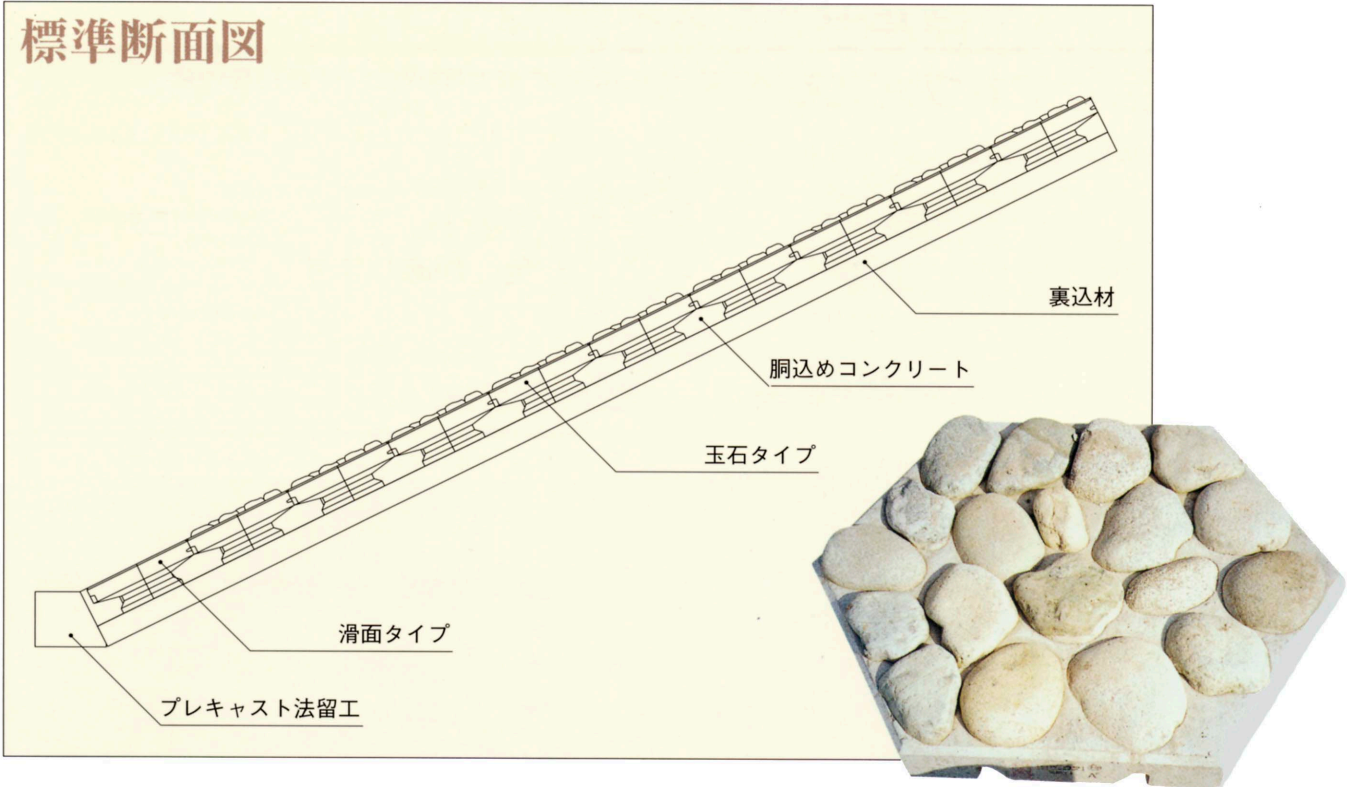 標準断面図
裏込材
胴込めコンクリート
玉石タイプ
滑面タイプ
プレキャスト法留工